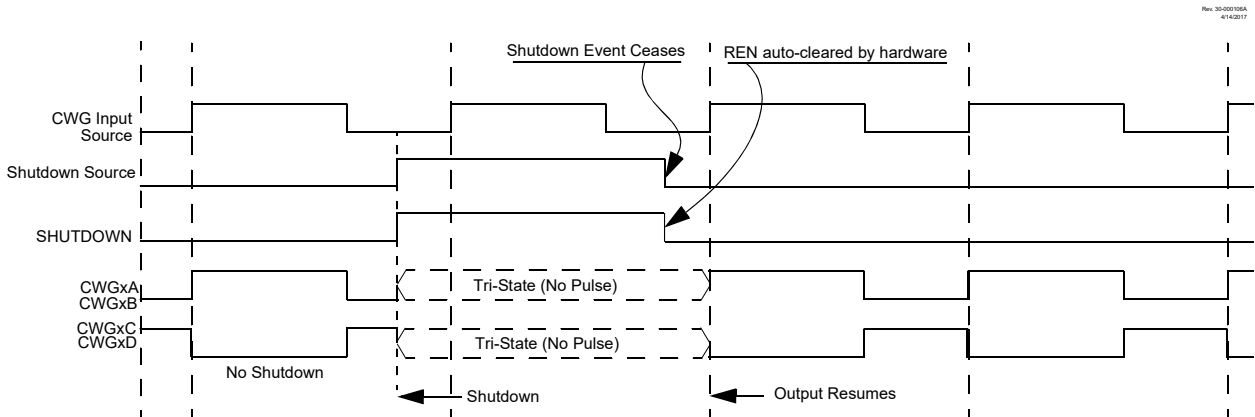 Rev. 30-000106A
4/14/2017
Shutdown Event Ceases
REN auto-cleared by hardware
CWG Input
Source
Shutdown Source
SHUTDOWN
CWGxA
CWGxB
Tri-State (No Pulse)
CWGxC
CWGxD
Tri-State (No Pulse)
No Shutdown
Shutdown
Output Resumes